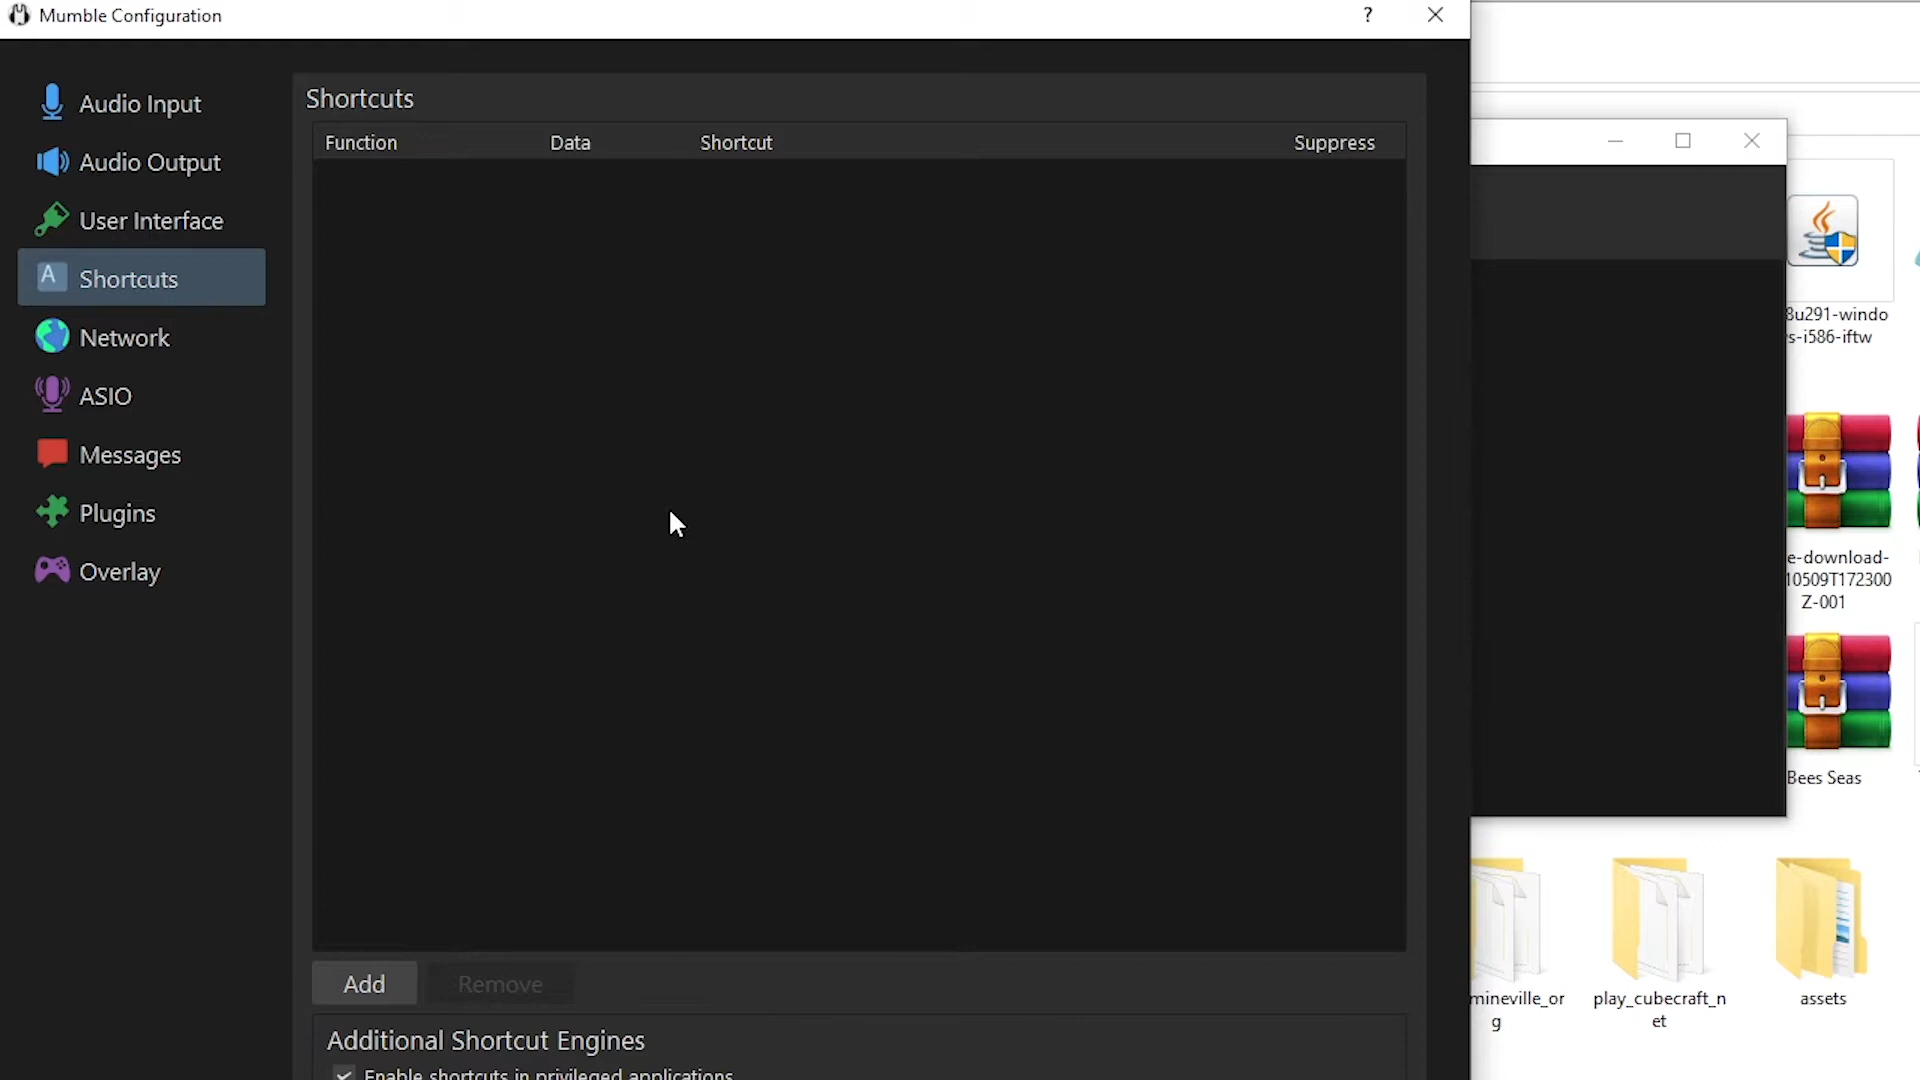 Mumble Configuration
?
Audio Input
Audio Output
User Interface
A Shortcuts
Network
ASIO
Messages
Plugins
Overlay
Shortcuts
Function Data Shortcut Suppress
Add Remove
Additional Shortcut Engines
Enable shortcuts in privileged applications
8u291-windo
s-i586-iftw
e-download-
10509T172300
Z-001
Bees Seas
mineville_or
g
play_cubecraft_n
et
assets